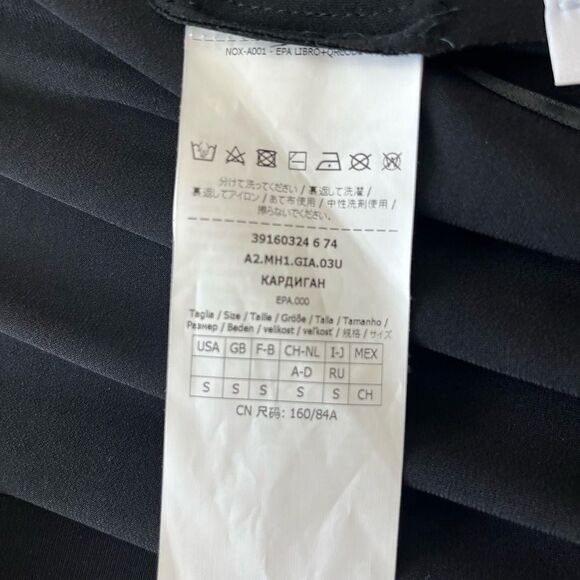 NOX-A001 - EPA LIBRO+QRCODE
分けて洗ってください / 裏返して洗濯 /
裏返してアイロン / あて布使用 / 中性洗剤使用 /
擦らないでください /
39160324 6 74
A2.MH1.GIA.03U
КАРДИГАН
EPA.000
Taglia / Size / Taille / Größe / Talla / Tamanho /
Размер / Beden / velikost / veľkosť / 规格 / サイズ
USA GB F-B CH-NL I-J MEX
A-D RU
S S S S S CH
CN 尺码: 160/84A